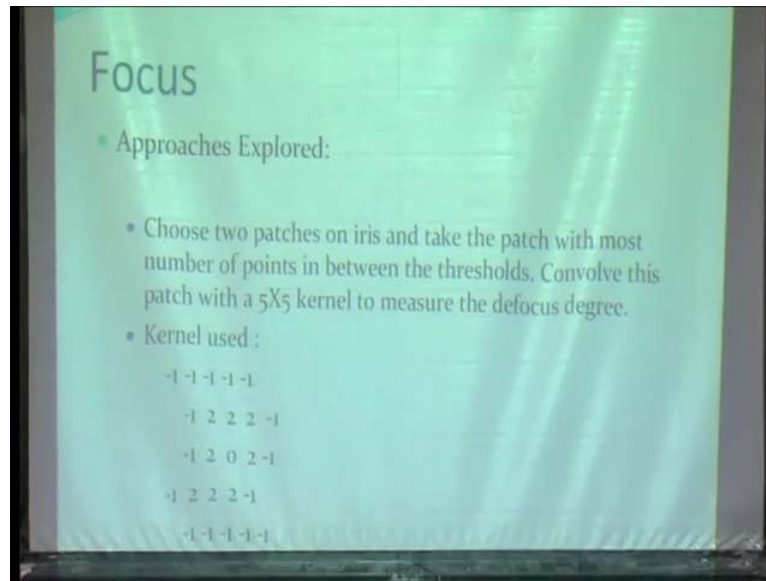 Focus
• Approaches Explored:
• Choose two patches on iris and take the patch with most
number of points in between the thresholds. Convolve this
patch with a 5X5 kernel to measure the defocus degree.
• Kernel used :
-1 -1 -1 -1 -1
-1 2 2 2 -1
-1 2 0 2 -1
-1 2 2 2 -1
-1 -1 -1 -1 -1